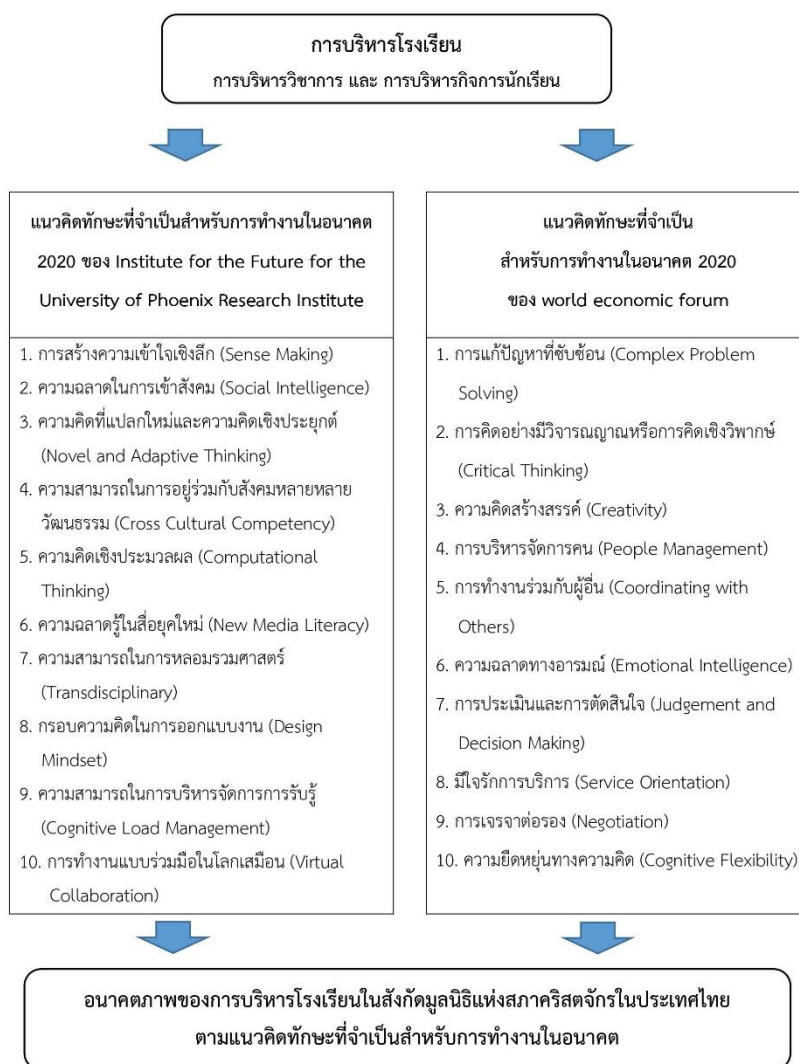 การบริหารโรงเรียน
การบริหารวิชาการ และ การบริหารกิจการนักเรียน
แนวคิดทักษะที่จำเป็นสำหรับการทำงานในอนาคต
2020 ของ Institute for the Future for the
University of Phoenix Research Institute
1. การสร้างความเข้าใจเชิงลึก (Sense Making)
2. ความฉลาดในการเข้าสังคม (Social Intelligence)
3. ความคิดที่แปลกใหม่และความคิดเชิงประยุกต์
(Novel and Adaptive Thinking)
4. ความสามารถในการอยู่ร่วมกับสังคมหลายหลาย
วัฒนธรรม (Cross Cultural Competency)
5. ความคิดเชิงประมวลผล (Computational
Thinking)
6. ความฉลาดรู้ในสื่อยุคใหม่ (New Media Literacy)
7. ความสามารถในการหลอมรวมศาสตร์
(Transdisciplinary)
8. กรอบความคิดในการออกแบบงาน (Design
Mindset)
9. ความสามารถในการบริหารจัดการการรับรู้
(Cognitive Load Management)
10. การทำงานแบบร่วมมือในโลกเสมือน (Virtual
Collaboration)
แนวคิดทักษะที่จำเป็น
สำหรับการทำงานในอนาคต 2020
ของ world economic forum
1. การแก้ปัญหาที่ซับซ้อน (Complex Problem
Solving)
2. การคิดอย่างมีวิจารณญาณหรือการคิดเชิงวิพากษ์
(Critical Thinking)
3. ความคิดสร้างสรรค์ (Creativity)
4. การบริหารจัดการคน (People Management)
5. การทำงานร่วมกับผู้อื่น (Coordinating with
Others)
6. ความฉลาดทางอารมณ์ (Emotional Intelligence)
7. การประเมินและการตัดสินใจ (Judgement and
Decision Making)
8. มีใจรักการบริการ (Service Orientation)
9. การเจรจาต่อรอง (Negotiation)
10. ความยืดหยุ่นทางความคิด (Cognitive Flexibility)
อนาคตภาพของการบริหารโรงเรียนในสังกัดมูลนิธิแห่งสภาคริสตจักรในประเทศไทย
ตามแนวคิดทักษะที่จำเป็นสำหรับการทำงานในอนาคต